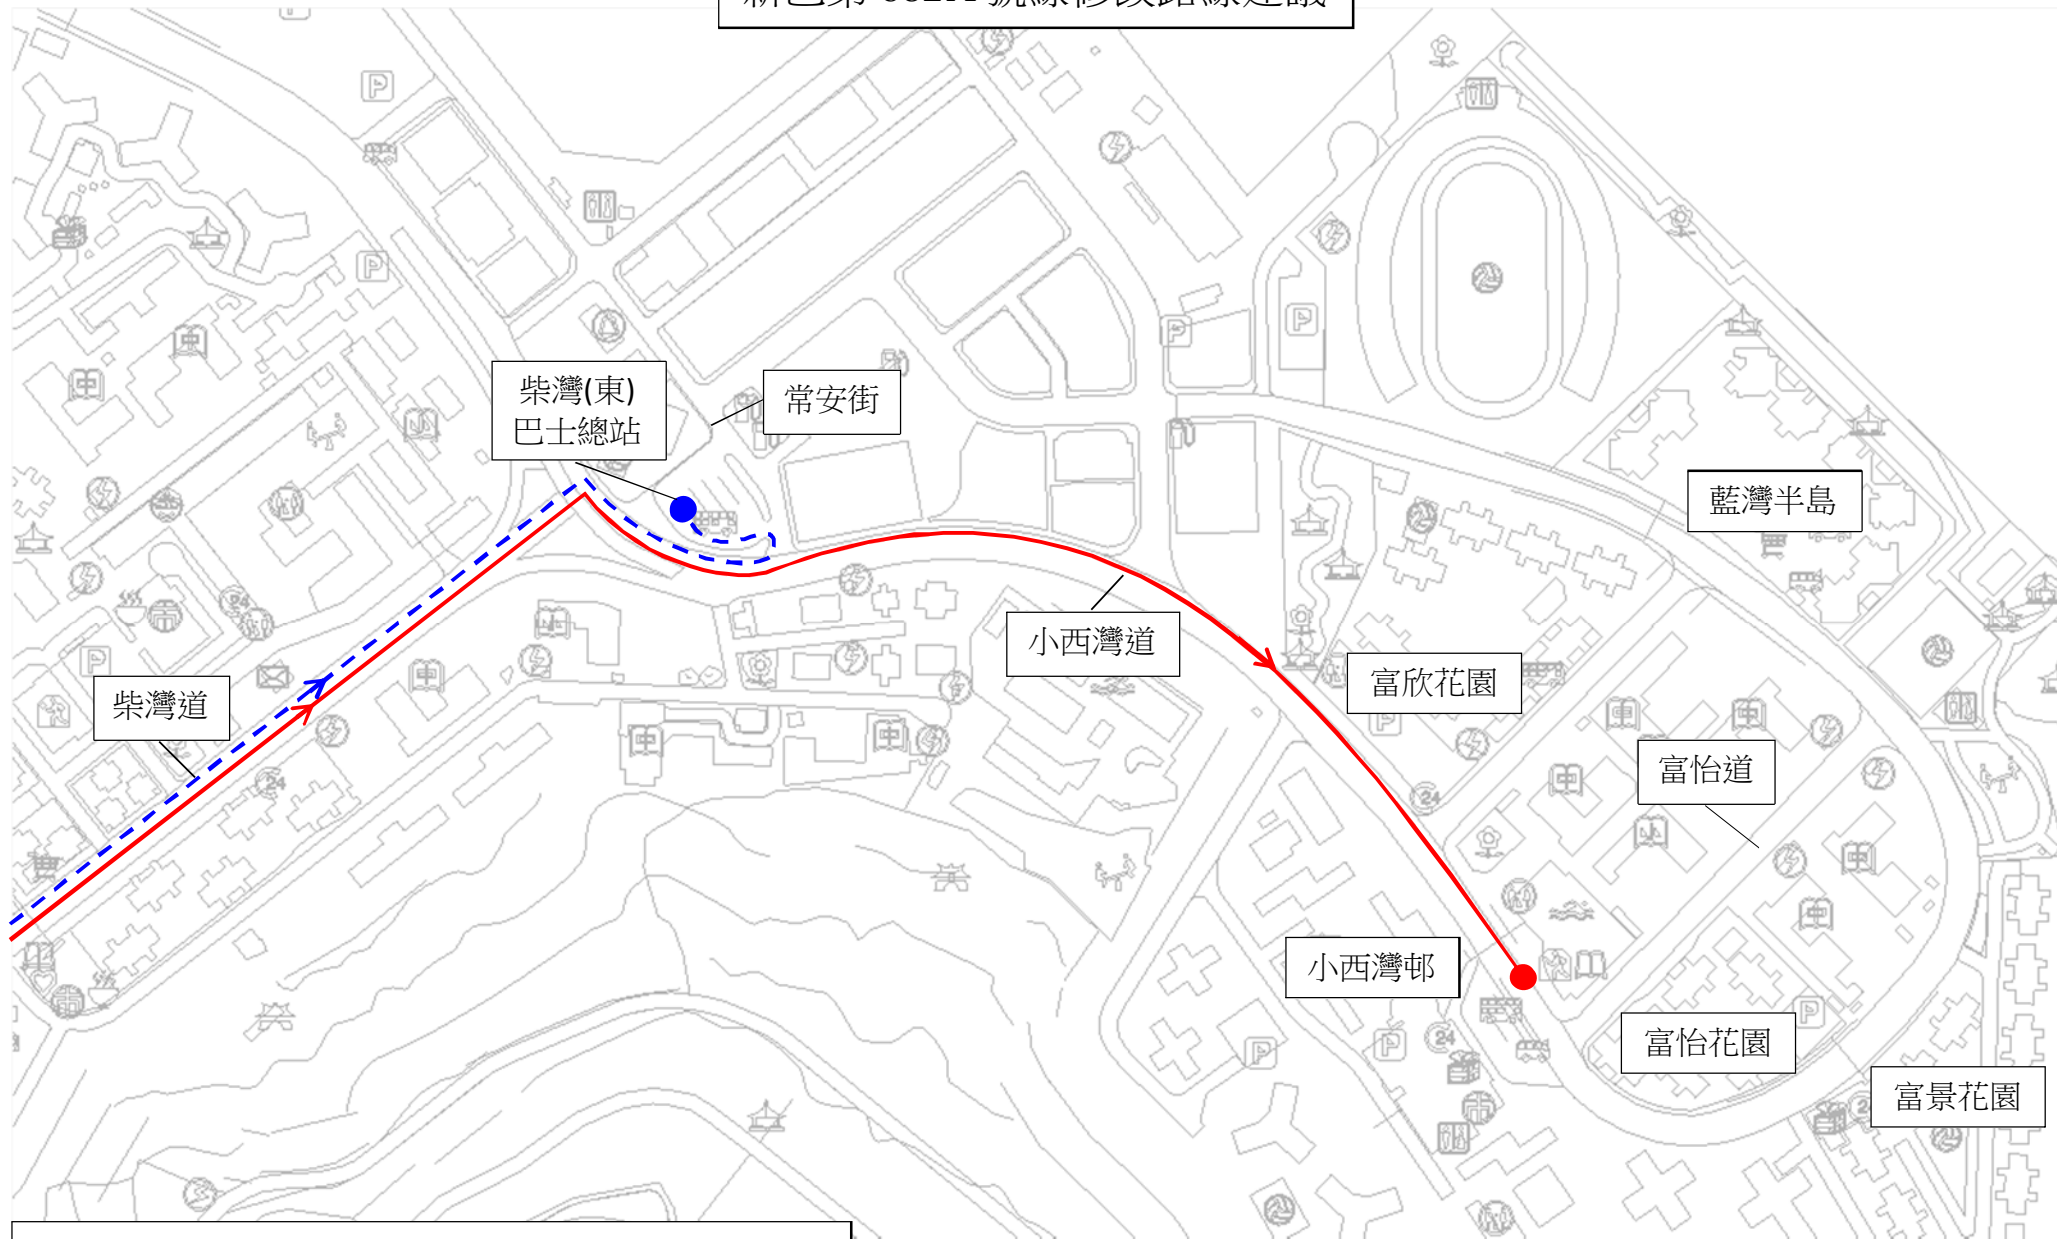 柴灣(東)
巴士總站
常安街
藍灣半島
小西灣道
富欣花園
柴灣道
富怡道
小西灣邨
富怡花園
富景花園